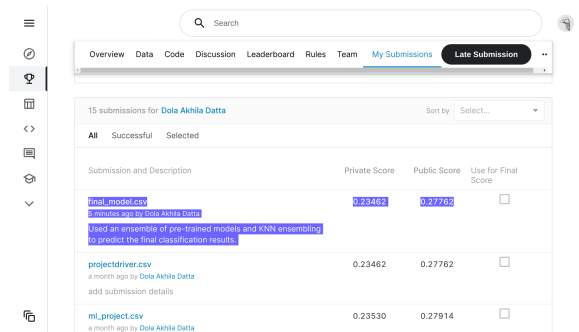 Search
Overview Data Code Discussion Leaderboard Rules Team My Submissions Late Submission ..
15 submissions for Dola Akhila Datta Sort by Select...
All Successful Selected
Submission and Description Private Score Public Score Use for Final Score
final_model.csv 0.23462 0.27762
5 minutes ago by Dola Akhila Datta
Used an ensemble of pre-trained models and KNN ensembling
to predict the final classification results.
projectdriver.csv 0.23462 0.27762
a month ago by Dola Akhila Datta
add submission details
ml_project.csv 0.23530 0.27914
a month ago by Dola Akhila Datta